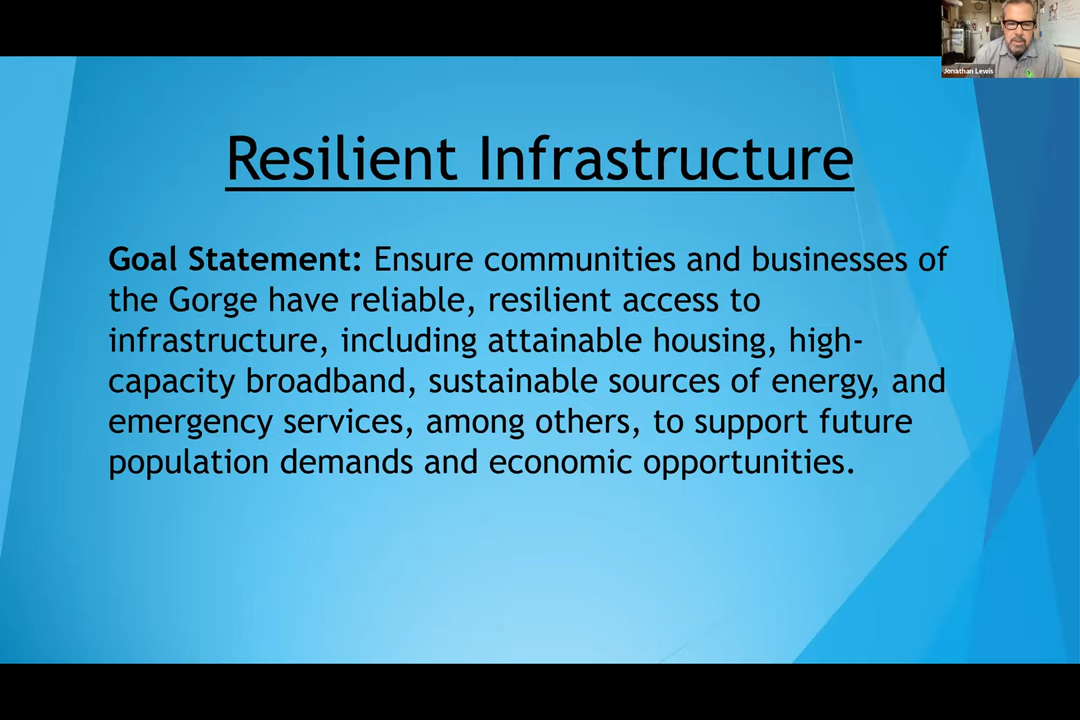 Jonathan Lewis
Resilient Infrastructure
Goal Statement: Ensure communities and businesses of
the Gorge have reliable, resilient access to
infrastructure, including attainable housing, high-
capacity broadband, sustainable sources of energy, and
emergency services, among others, to support future
population demands and economic opportunities.